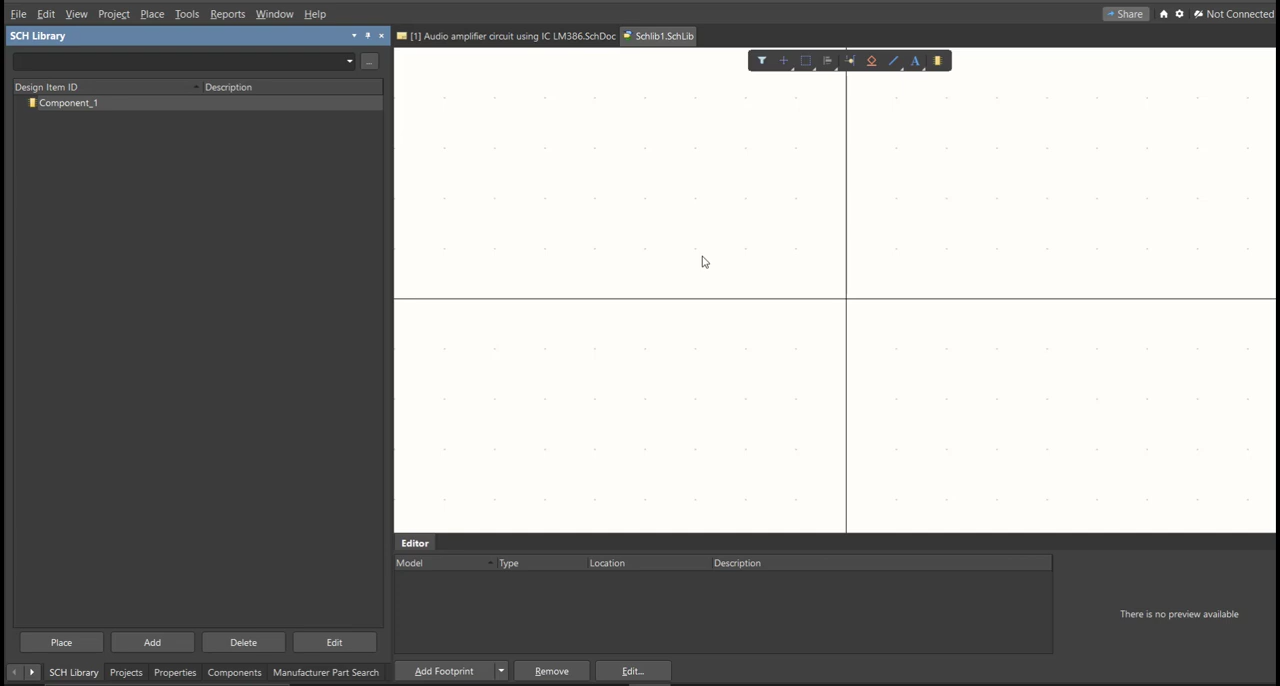 File Edit View Project Place Tools Reports Window Help Share Not Connected
SCH Library [1] Audio amplifier circuit using IC LM386.SchDoc Schlib1.SchLib
...
A
Design Item ID Description
Component_1
Editor
Model Type Location Description
There is no preview available
Place Add Delete Edit
SCH Library Projects Properties Components Manufacturer Part Search Add Footprint Remove Edit...